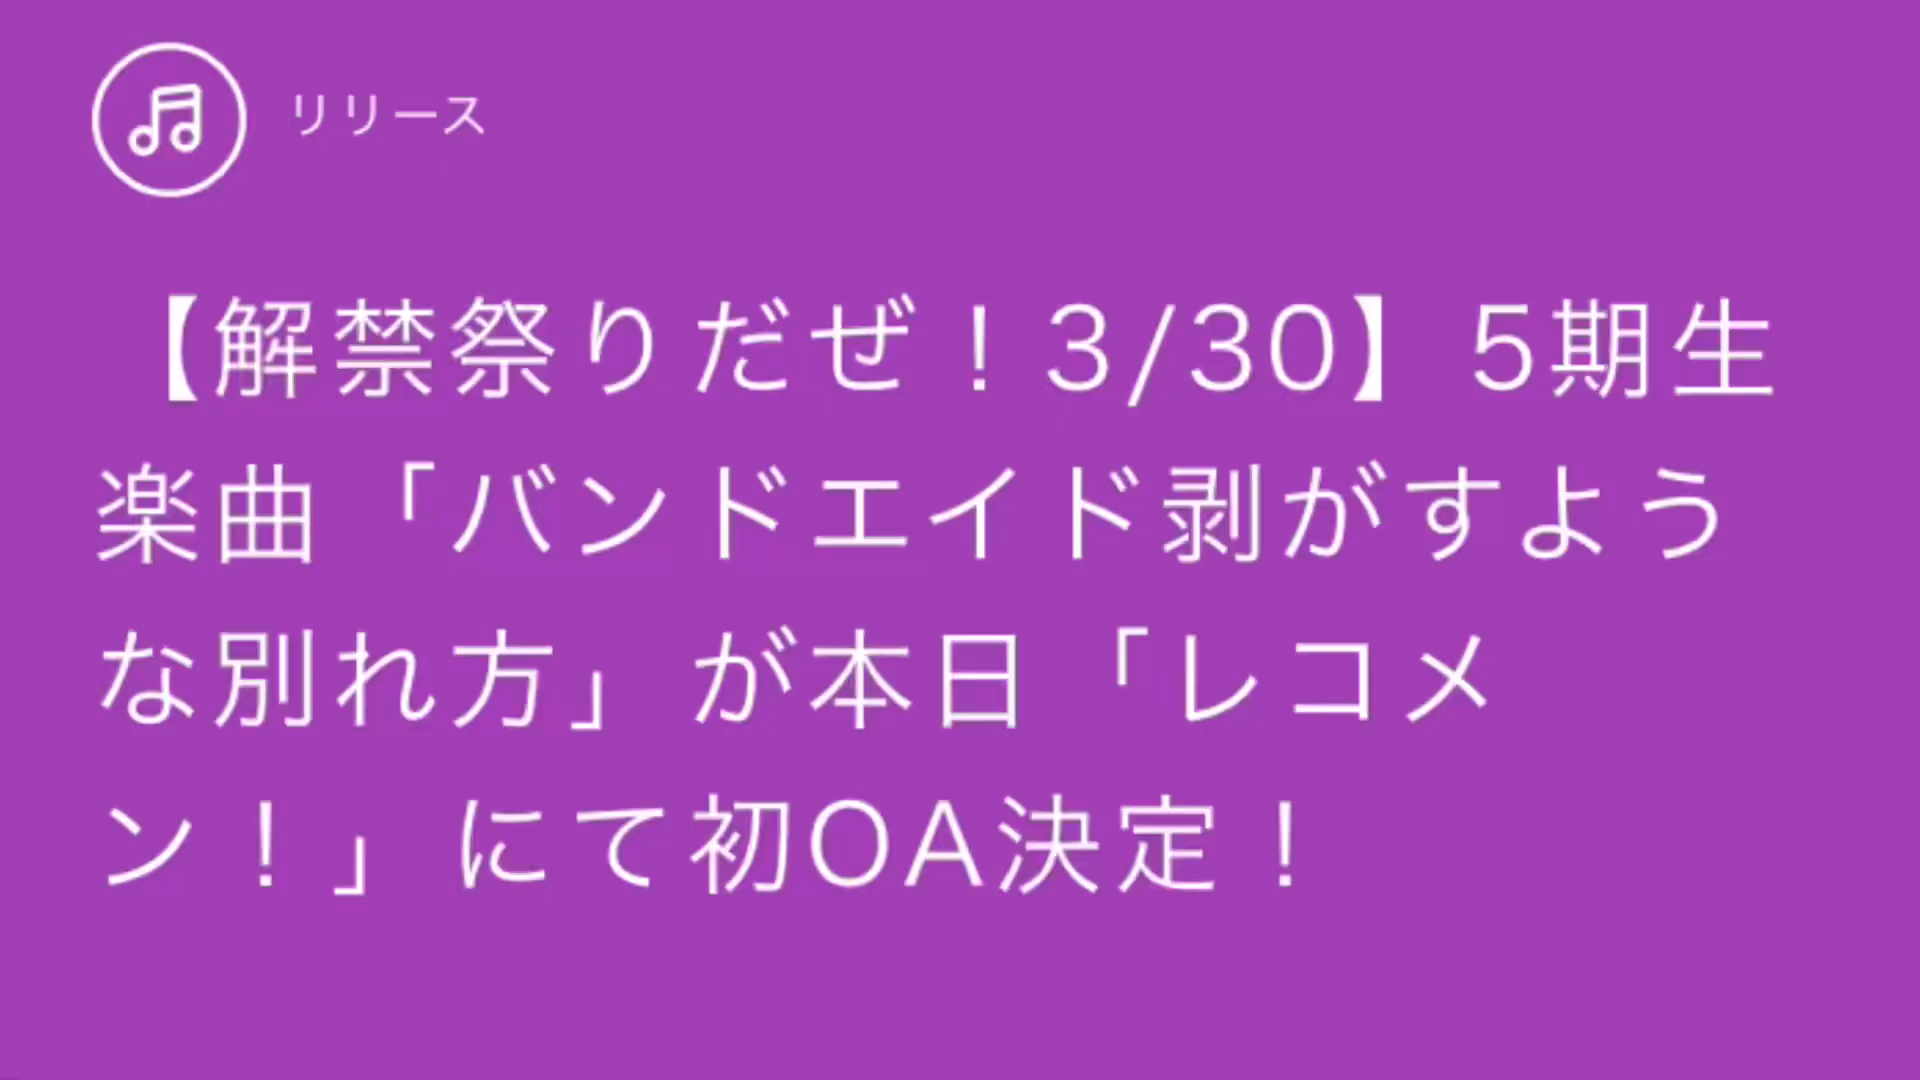 リリース
【解禁祭りだぜ！3/30】5期生
楽曲「バンドエイド剥がすよう
な別れ方」が本日「レコメ
ン！」にて初OA決定！